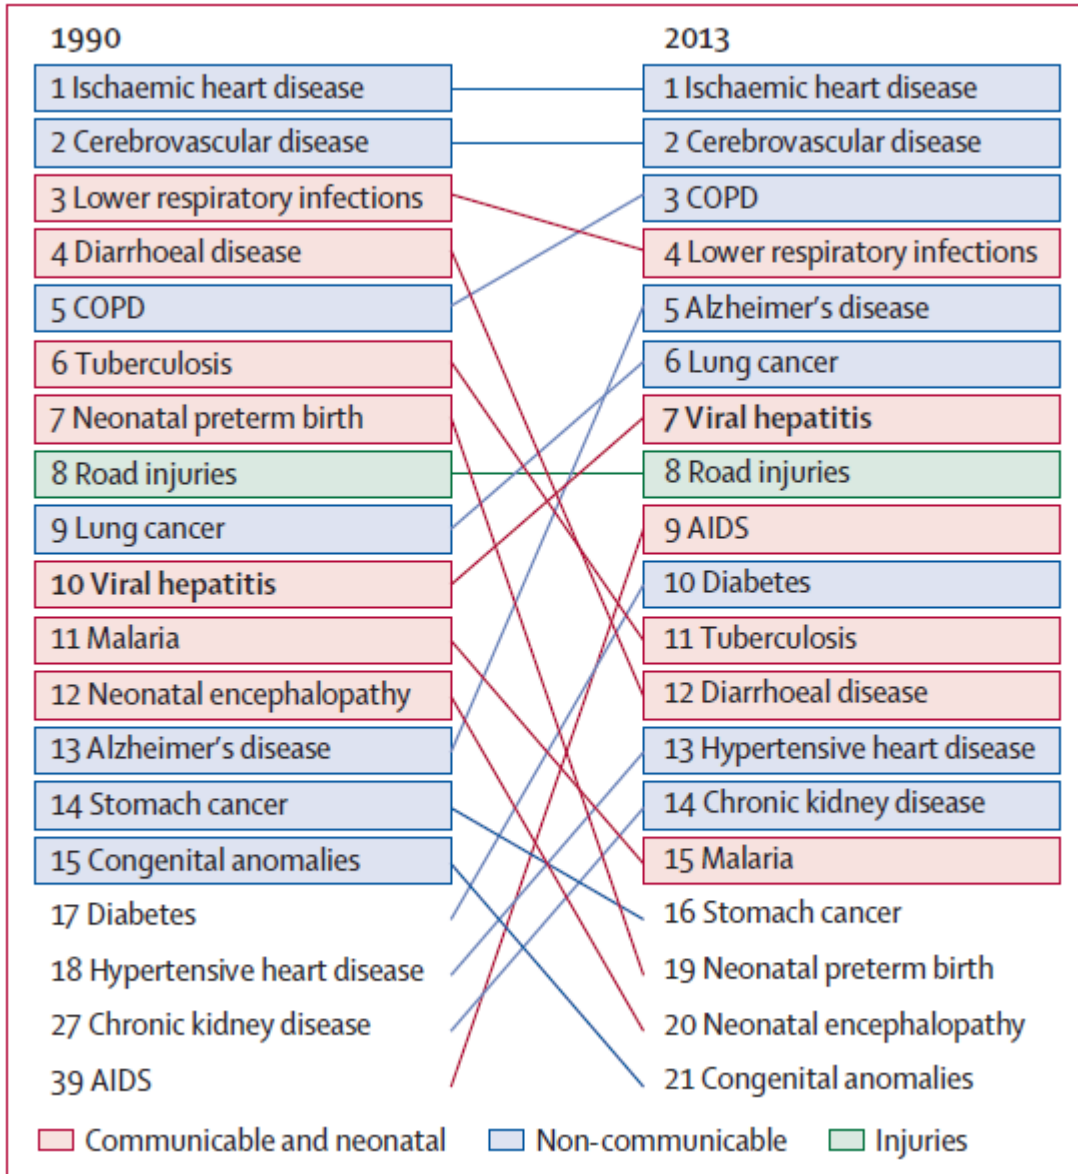 1990
1 Ischaemic heart disease
2 Cerebrovascular disease
3 Lower respiratory infections
4 Diarrhoeal disease
5 COPD
6 Tuberculosis
7 Neonatal preterm birth
8 Road injuries
9 Lung cancer
10 Viral hepatitis
11 Malaria
12 Neonatal encephalopathy
13 Alzheimer's disease
14 Stomach cancer
15 Congenital anomalies
17 Diabetes
18 Hypertensive heart disease
27 Chronic kidney disease
39 AIDS
2013
1 Ischaemic heart disease
2 Cerebrovascular disease
3 COPD
4 Lower respiratory infections
5 Alzheimer's disease
6 Lung cancer
7 Viral hepatitis
8 Road injuries
9 AIDS
10 Diabetes
11 Tuberculosis
12 Diarrhoeal disease
13 Hypertensive heart disease
14 Chronic kidney disease
15 Malaria
16 Stomach cancer
19 Neonatal preterm birth
20 Neonatal encephalopathy
21 Congenital anomalies
Communicable and neonatal
Non-communicable
Injuries